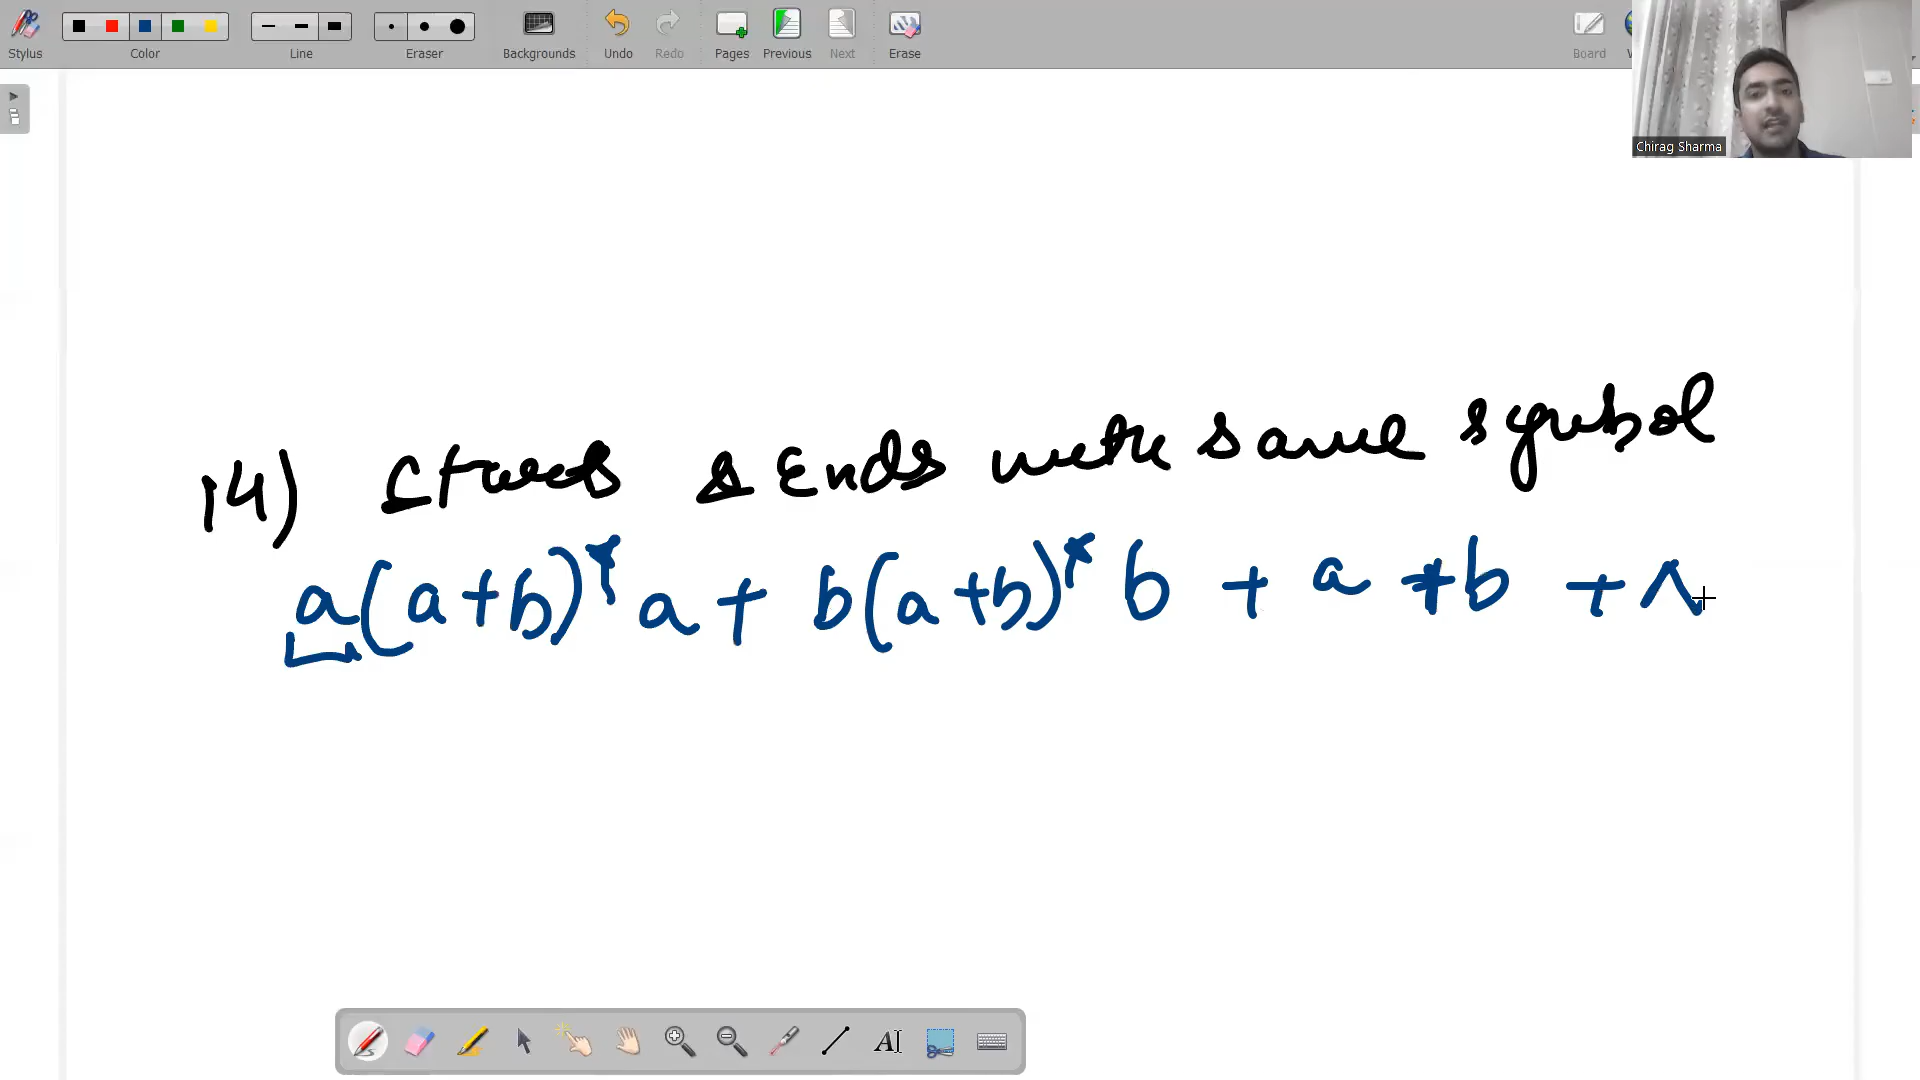 Stylus Color Line Eraser Backgrounds Undo Redo Pages Previous Next Erase Board
Chirag Sharma
14) Starts & Ends with same symbol
a(a+b)* a + b(a+b)* b + a + b + ^